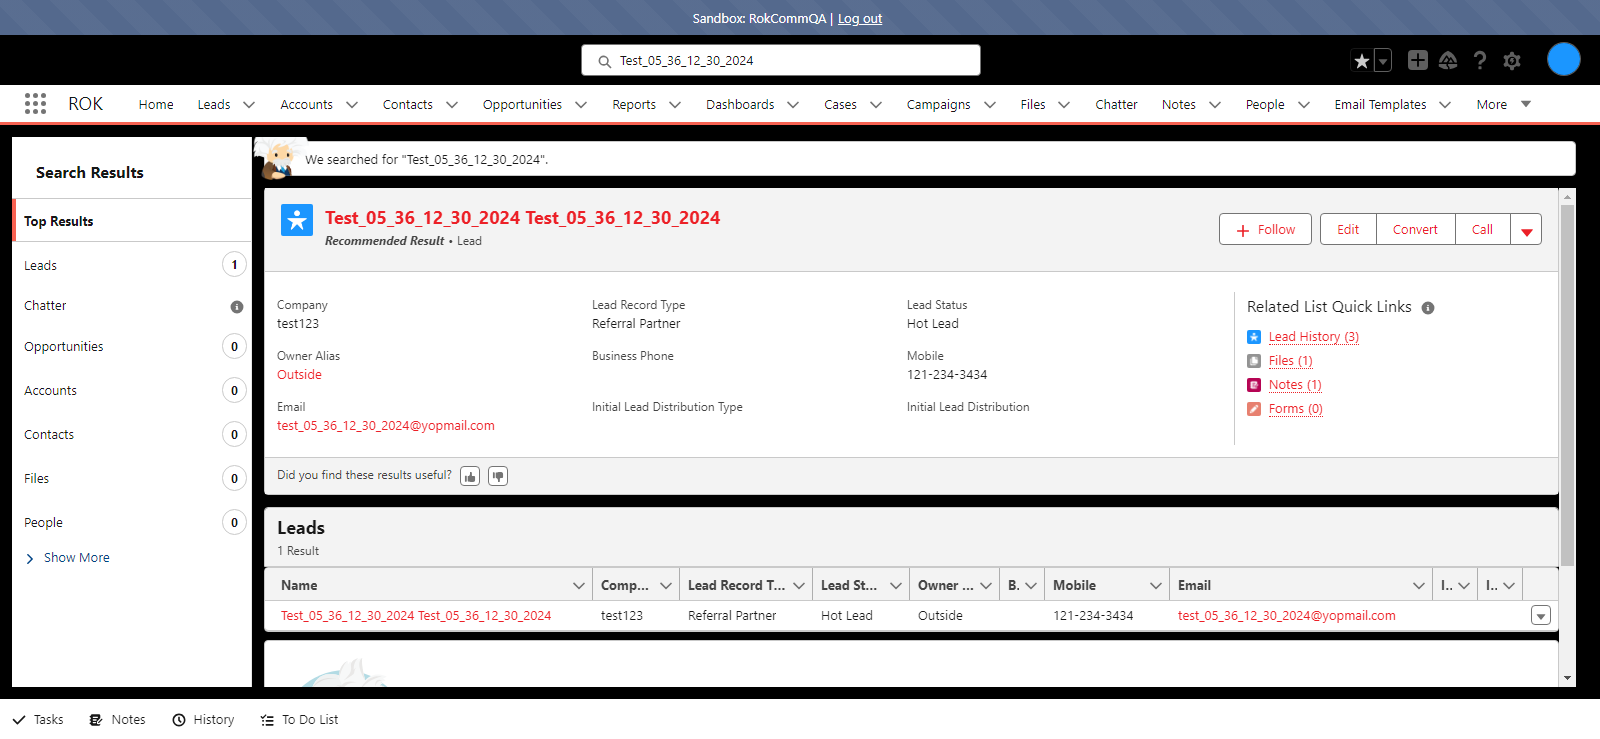 Sandbox: RokCommQA | Log out
Test_05_36_12_30_2024
ROK Home Leads Accounts Contacts Opportunities Reports Dashboards Cases Campaigns Files Chatter Notes People Email Templates More
Search Results
Top Results
Leads 1
Chatter
Opportunities 0
Accounts 0
Contacts 0
Files 0
People 0
Show More
We searched for "Test_05_36_12_30_2024".
Test_05_36_12_30_2024 Test_05_36_12_30_2024
Recommended Result • Lead
Follow Edit Convert Call
Company Lead Record Type Lead Status
test123 Referral Partner Hot Lead
Owner Alias Business Phone Mobile
Outside 121-234-3434
Email Initial Lead Distribution Type Initial Lead Distribution
test_05_36_12_30_2024@yopmail.com
Related List Quick Links
Lead History (3)
Files (1)
Notes (1)
Forms (0)
Did you find these results useful?
Leads
1 Result
Name Comp... Lead Record T... Lead St... Owner ... B. Mobile Email I.. I..
Test_05_36_12_30_2024 Test_05_36_12_30_2024 test123 Referral Partner Hot Lead Outside 121-234-3434 test_05_36_12_30_2024@yopmail.com
Tasks Notes History To Do List